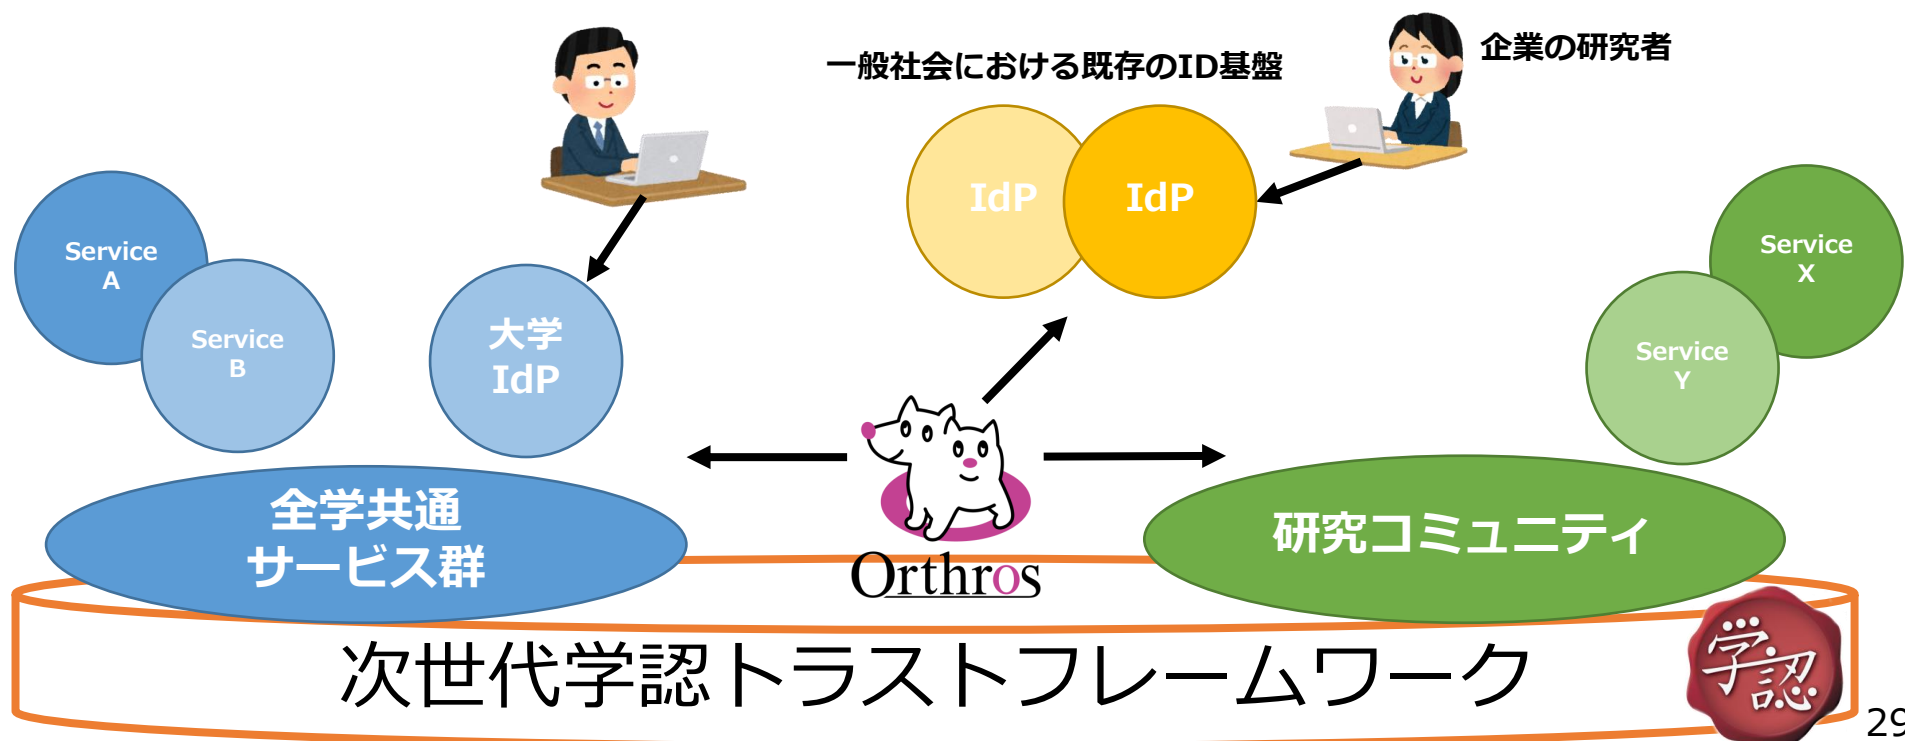 一般社会における既存のID基盤
企業の研究者
IdP
IdP
Service
A
Service
B
大学
IdP
Service
X
Service
Y
全学共通
サービス群
Orthros
研究コミュニティ
次世代学認トラストフレームワーク
学認
29